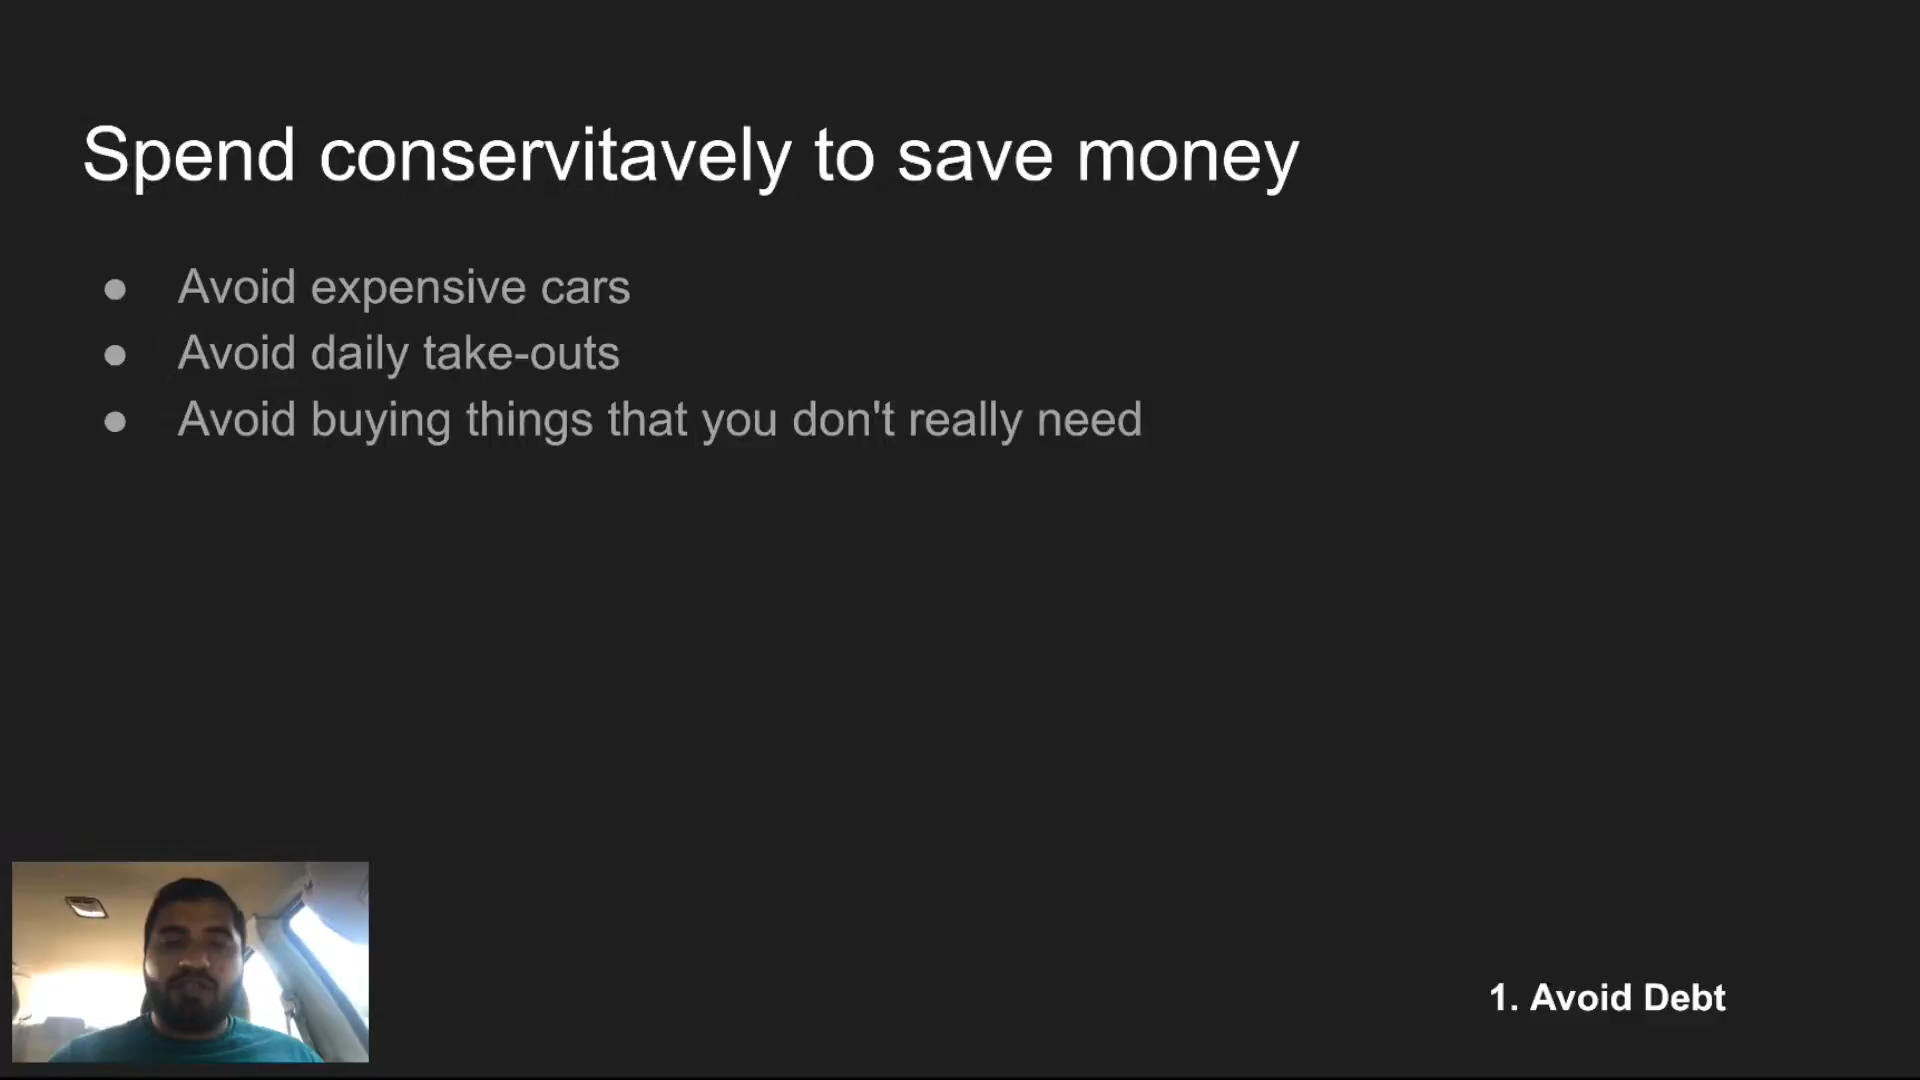 Spend conservitavely to save money
● Avoid expensive cars
● Avoid daily take-outs
● Avoid buying things that you don't really need
1. Avoid Debt